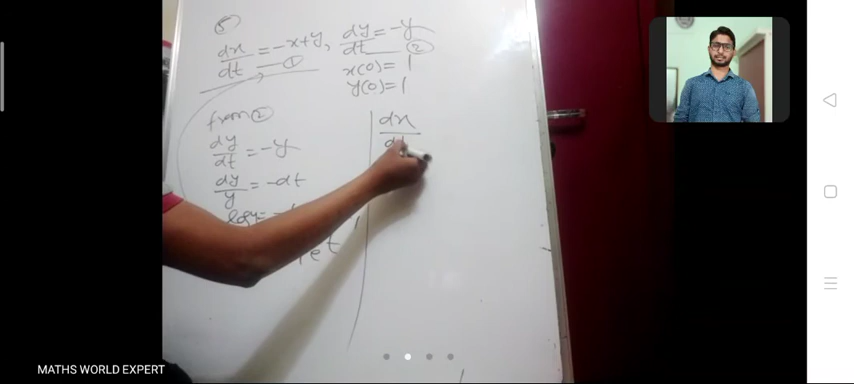 5
dx/dt = -x+y, dy/dt = -y
① ②
x(0)= 1
y(0)=1
from ②
dy/dt = -y
dy/y = -dt
dx
MATHS WORLD EXPERT